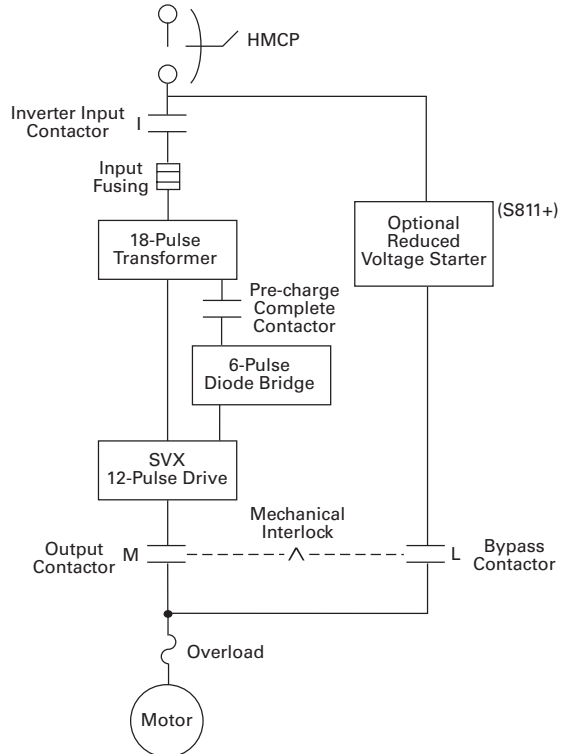 HMCP
Inverter Input
Contactor
I
Input
Fusing
18-Pulse
Transformer
Optional
Reduced
Voltage Starter
(S811+)
Pre-charge
Complete
Contactor
6-Pulse
Diode Bridge
SVX
12-Pulse Drive
Mechanical
Interlock
Output
Contactor
M
L
Bypass
Contactor
Overload
Motor